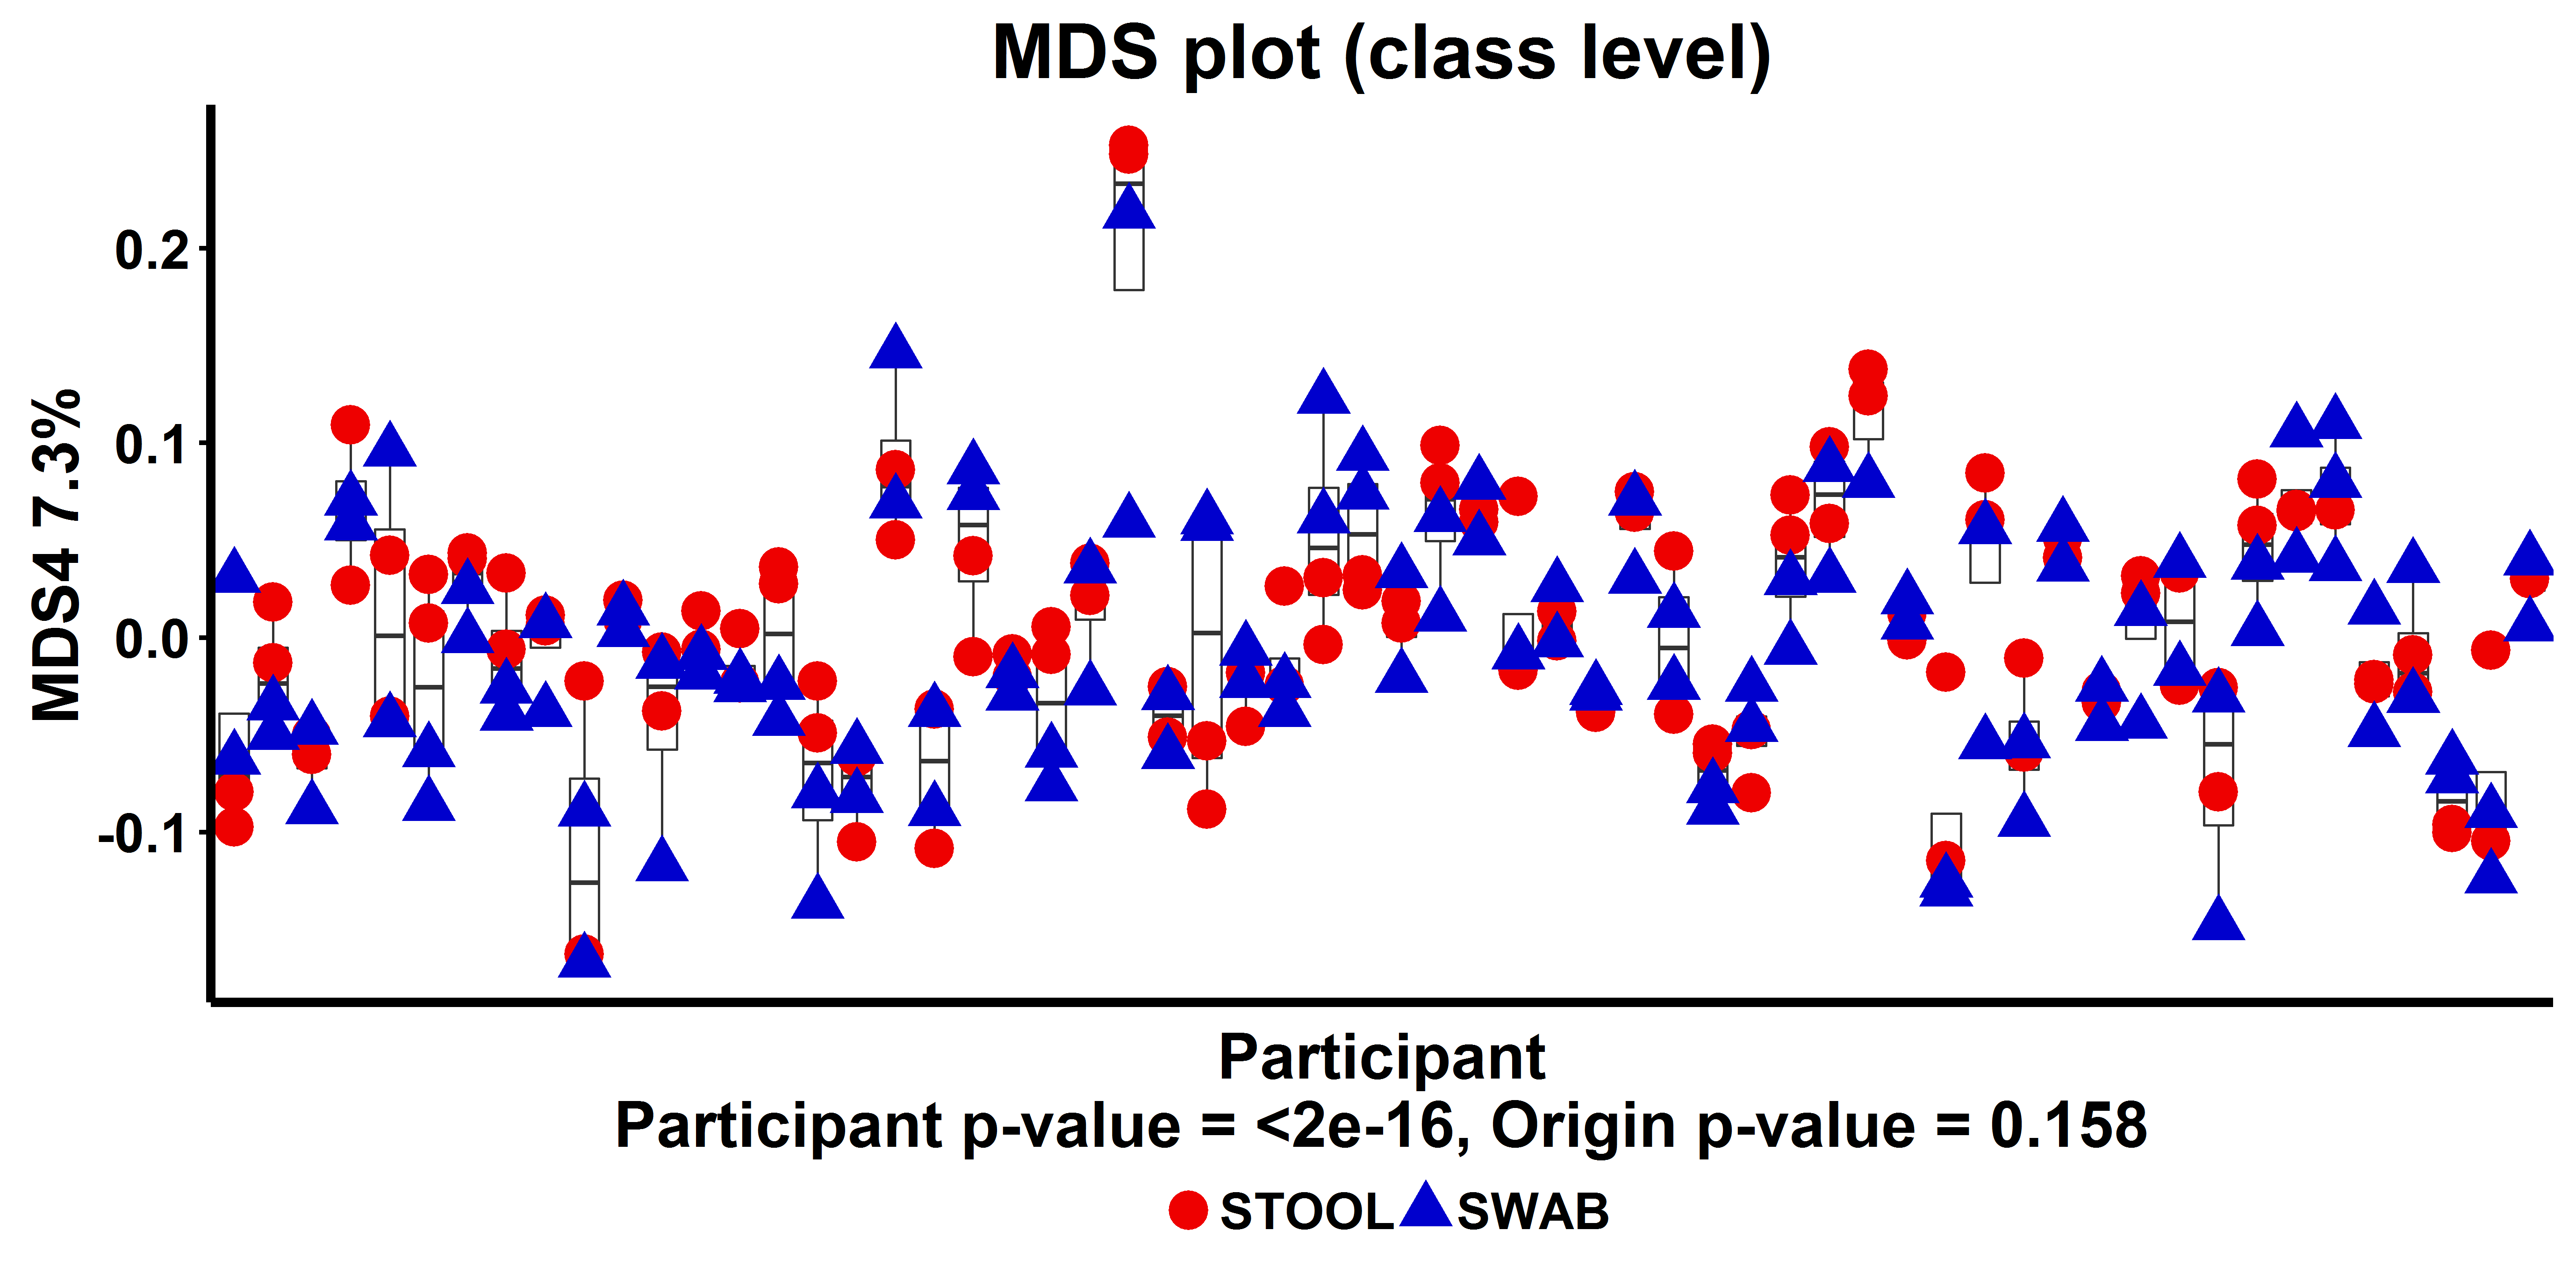 MDS plot (class level)
MDS4 7.3%
0.2
0.1
0.0
-0.1
Participant
Participant p-value = <2e-16, Origin p-value = 0.158
STOOL SWAB